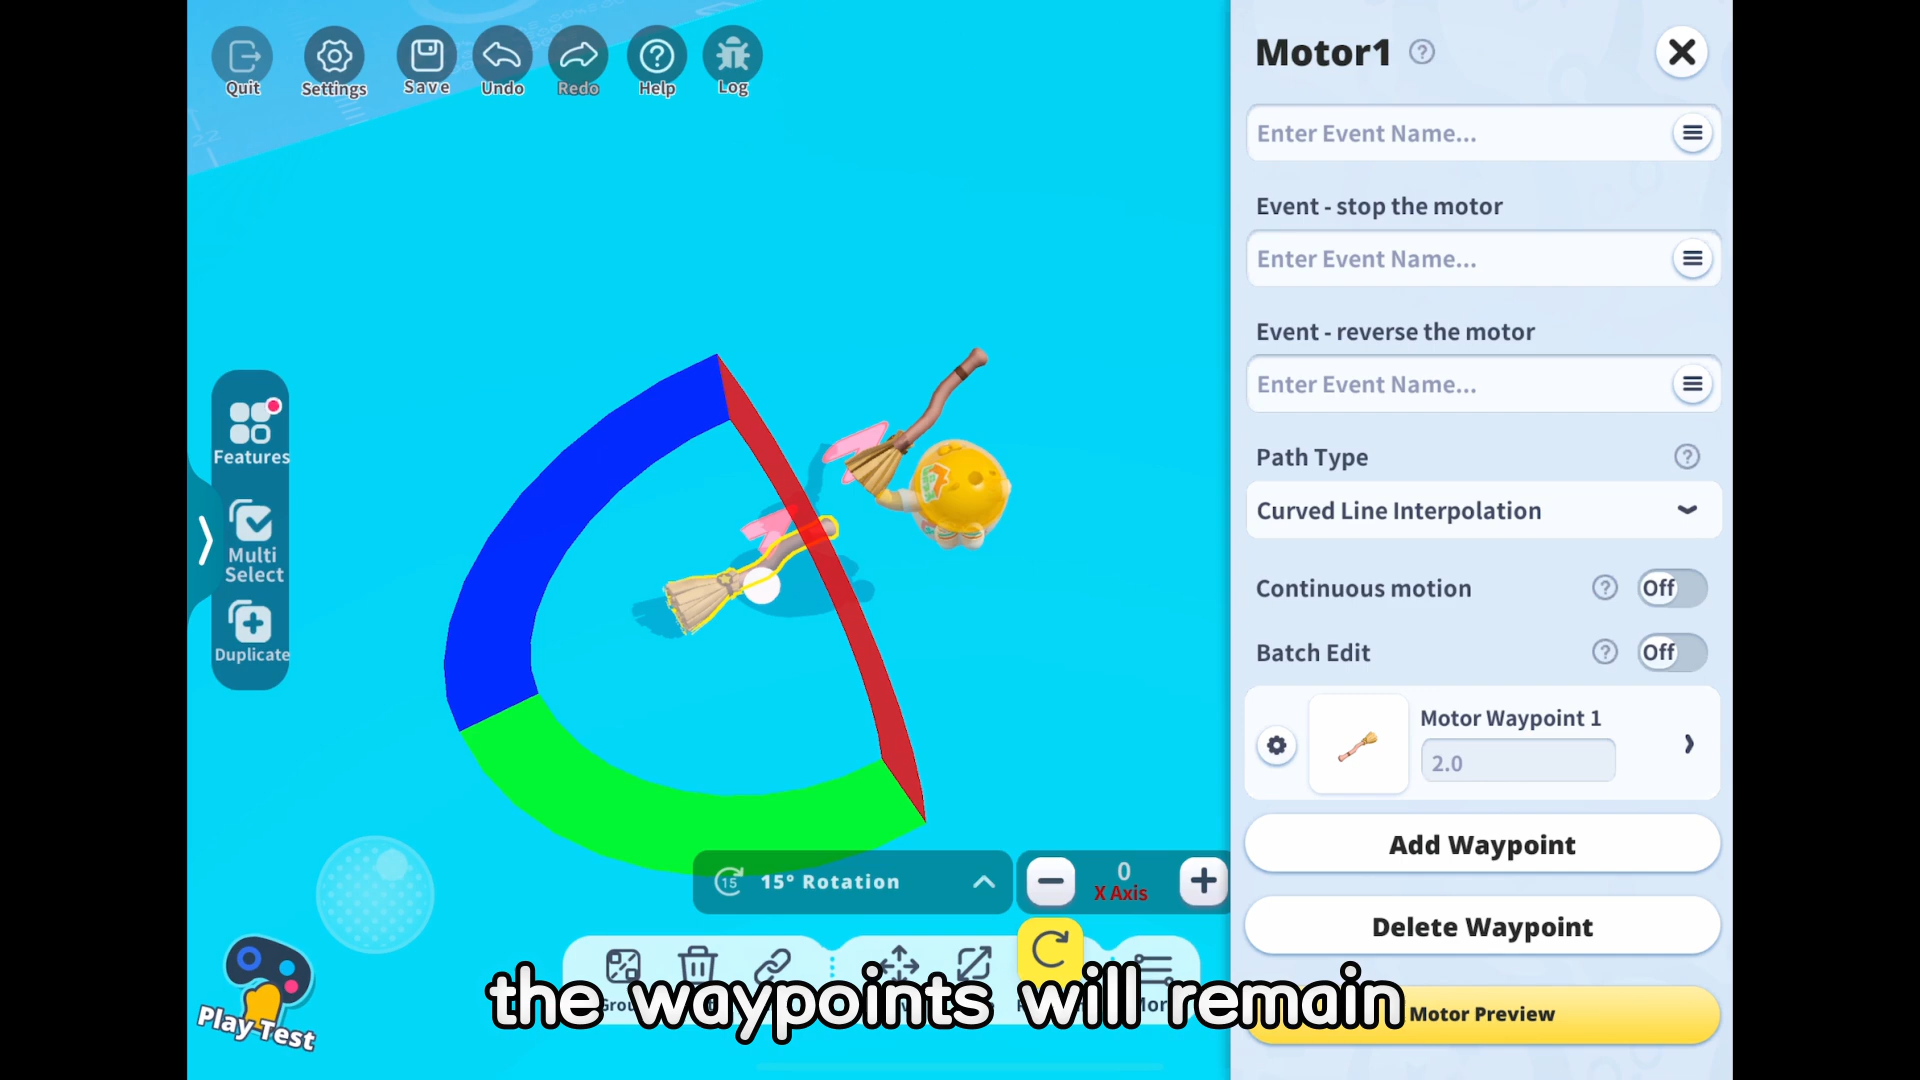 Quit
Settings
Save
Undo
Redo
Help
Log
Motor1
Enter Event Name...
Event - stop the motor
Enter Event Name...
Event - reverse the motor
Enter Event Name...
Path Type
Curved Line Interpolation
Continuous motion
Off
Batch Edit
Off
Motor Waypoint 1
2.0
Add Waypoint
Delete Waypoint
Motor Preview
Features
Multi
Select
Duplicate
15
15° Rotation
0
X Axis
Play Test
the waypoints will remain